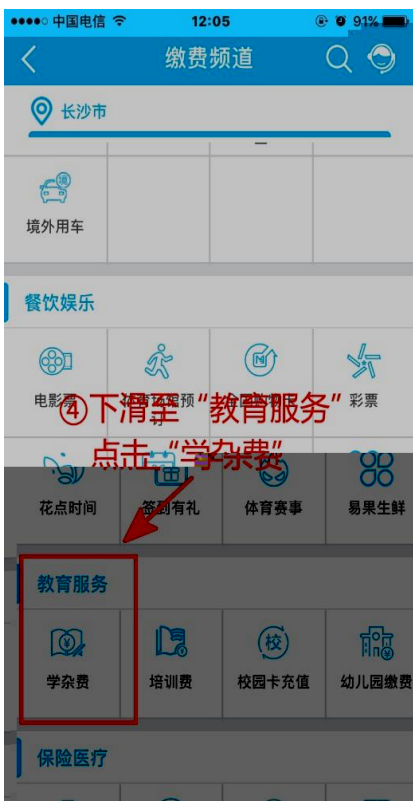 中国电信 12:05 91%
缴费频道
长沙市
境外用车
餐饮娱乐
电影票 彩票
④下滑至“教育服务”
点击“学杂费”
花点时间 签到有礼 体育赛事 易果生鲜
教育服务
学杂费 培训费 校园卡充值 幼儿园缴费
保险医疗